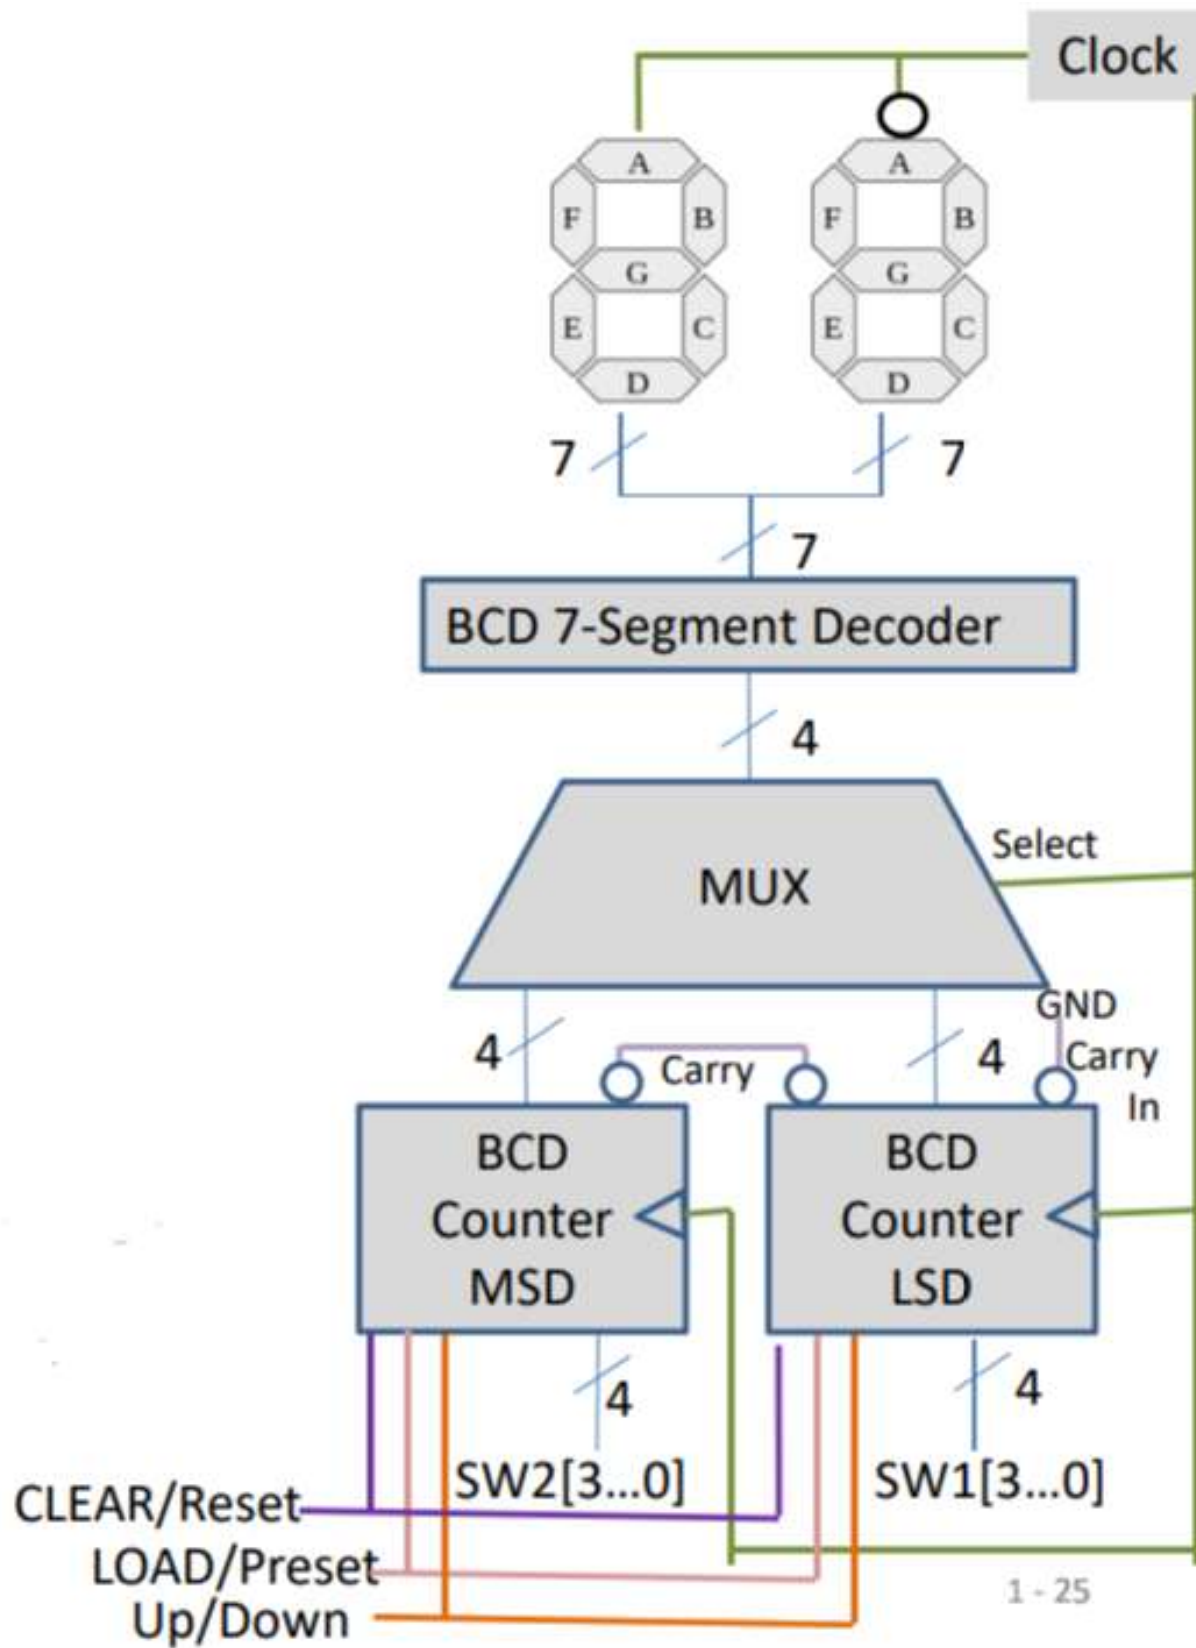 Clock
A A
F B F B
G G
E C E C
D D
7 7
7
BCD 7-Segment Decoder
4
Select
MUX
GND
4 Carry 4 Carry
In
BCD BCD
Counter Counter
MSD LSD
4 4
SW2[3...0] SW1[3...0]
CLEAR/Reset
LOAD/Preset
1 - 25
Up/Down